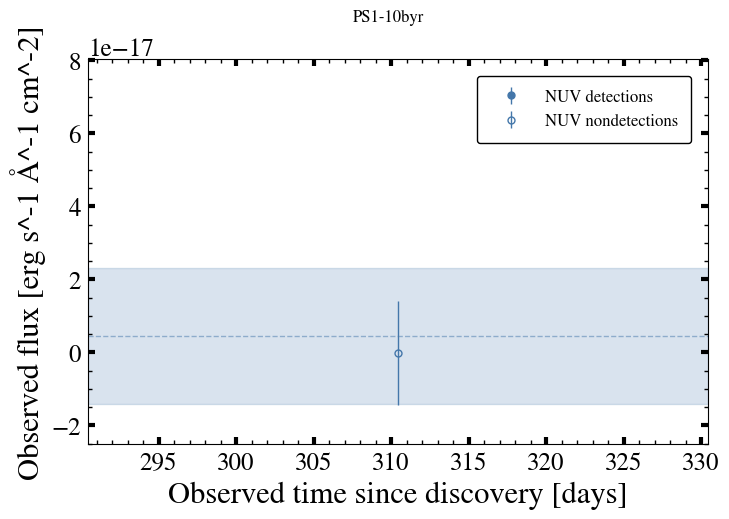 PS1-10byr
1e−17
8
6
4
2
0
−2
Observed flux [erg s^-1 Å^-1 cm^-2]
NUV detections
NUV nondetections
295 300 305 310 315 320 325 330
Observed time since discovery [days]